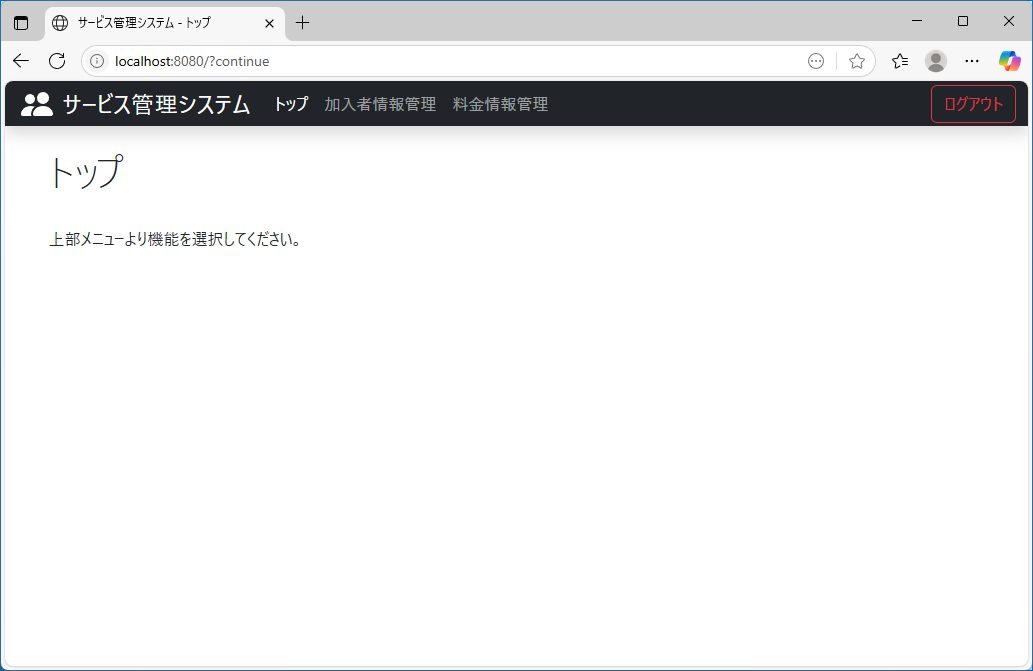 サービス管理システム - トップ
localhost:8080/?continue
サービス管理システム トップ 加入者情報管理 料金情報管理 ログアウト
トップ
上部メニューより機能を選択してください。